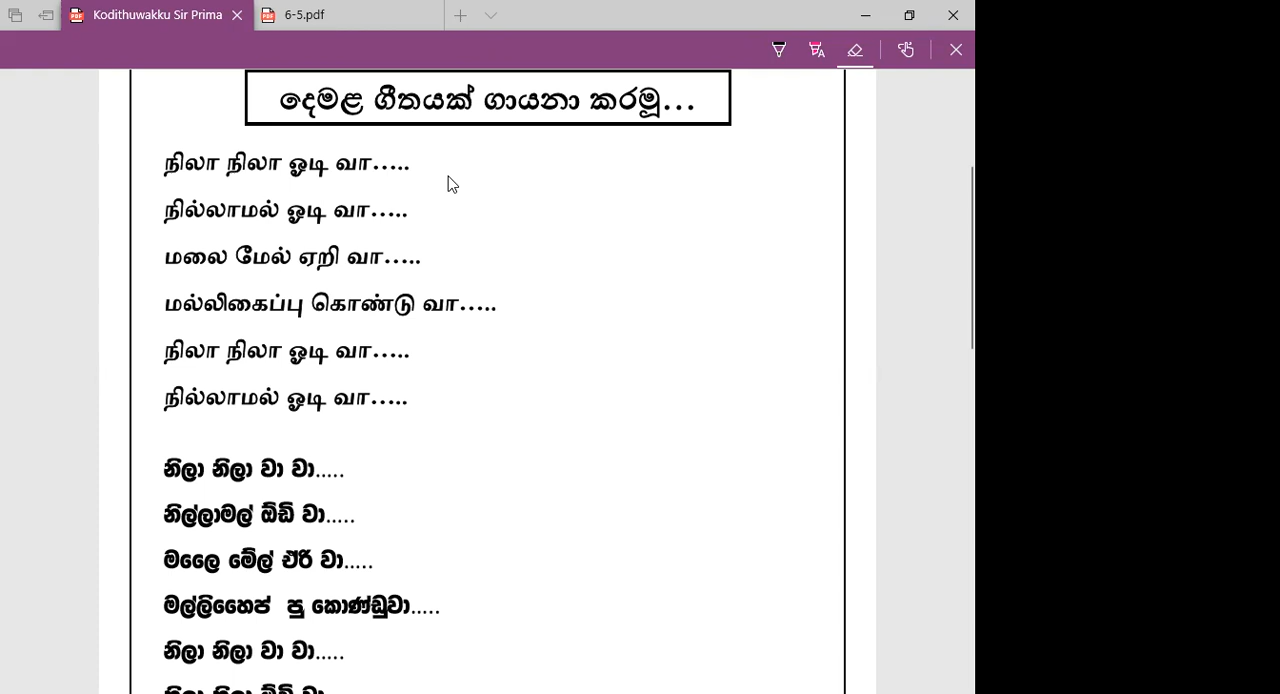 Kodithuwakku Sir Prima
6-5.pdf
දෙමළ ගීතයක් ගායනා කරමූ...
நிலா நிலா ஓடி வா.....
நில்லாமல் ஓடி வா.....
மலை மேல் ஏறி வா.....
மல்லிகைப்பு கொண்டு வா.....
நிலா நிலா ஓடி வா.....
நில்லாமல் ஓடி வா.....
නිලා නිලා වා වා.....
නිල්ලාමල් ඕඩි වා.....
මලෛ මේල් ඒරි වා.....
මල්ලිහෛප් පු කොණ්ඩුවා.....
නිලා නිලා වා වා.....
නිලා නිලා ඕඩි වා.....